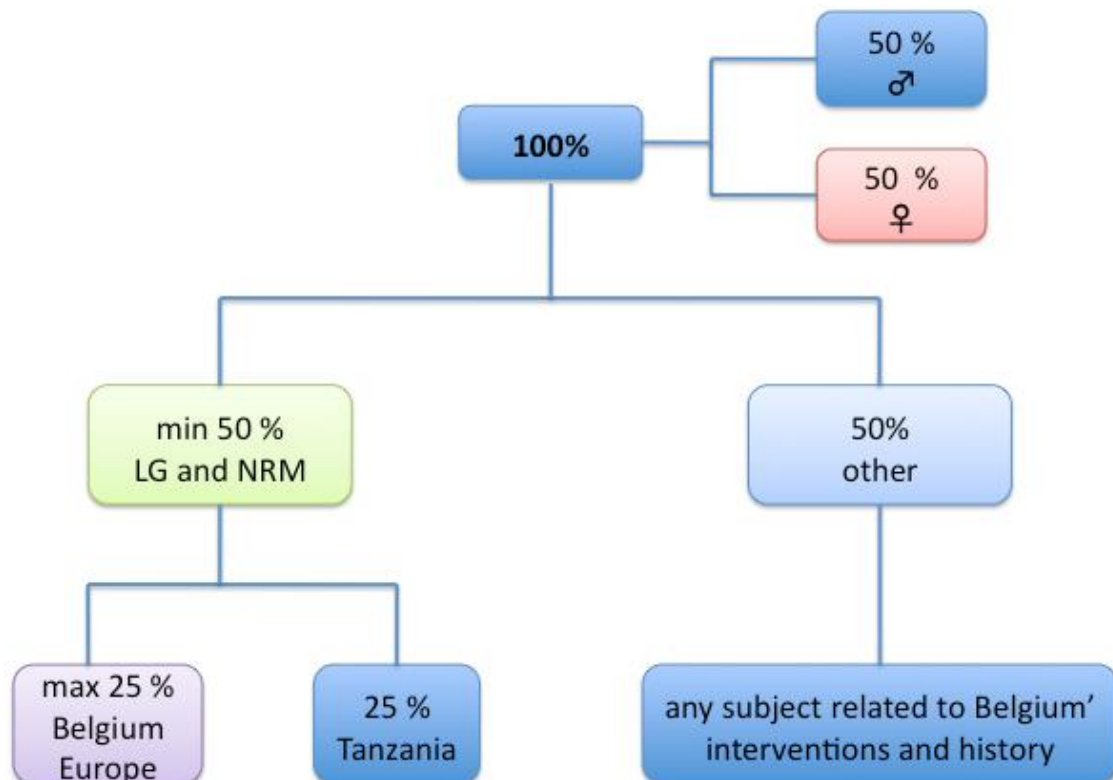 50 %
♂
100%
50  %
♀
min 50 %
LG and NRM
50%
other
max 25 %
Belgium
Europe
25 %
Tanzania
any subject related to Belgium’
interventions and history